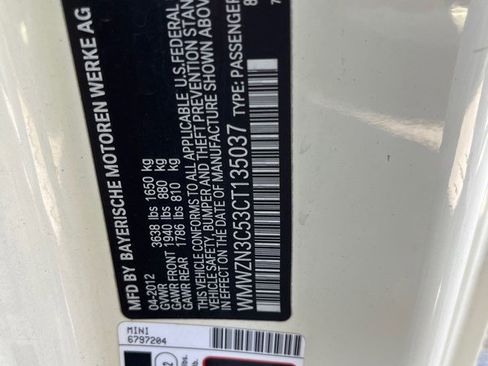 MFD BY BAYERISCHE MOTOREN WERKE AG
04-2012
GVWR 3638 lbs 1650 kg
GAWR FRONT 1940 lbs 880 kg
GAWR REAR 1786 lbs 810 kg
THIS VEHICLE CONFORMS TO ALL APPLICABLE U.S. FEDERAL
SAFETY, BUMPER AND THEFT PREVENTION STAN
IN EFFECT ON THE DATE OF MANUFACTURE SHOWN ABOVE
WMWZN3C53CT135037 TYPE: PASSENGER
MINI
6797204